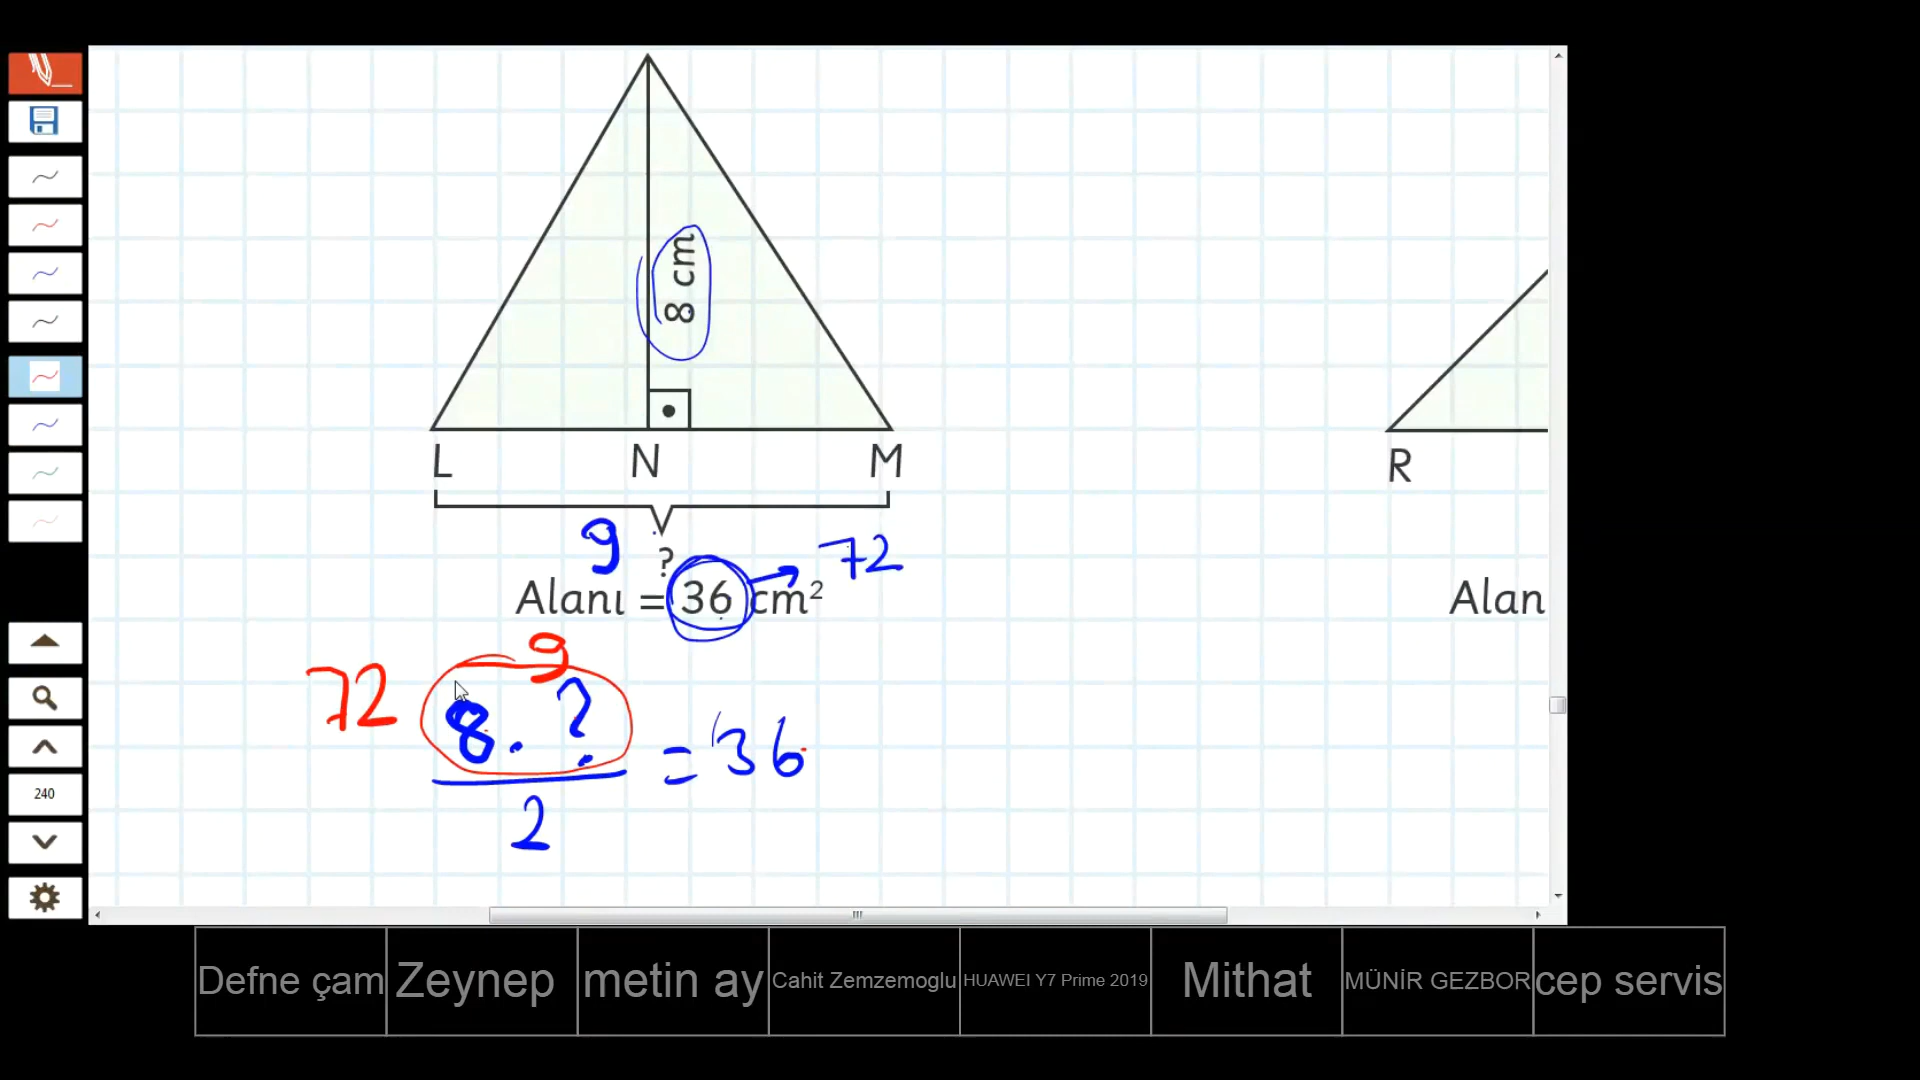 8 cm
L N M R
9
? 72
Alanı = 36 cm² Alan
9
72 8 . ? = 36
2
240
Defne çam Zeynep metin ay Cahit Zemzemoglu HUAWEI Y7 Prime 2019 Mithat MÜNİR GEZBOR cep servis